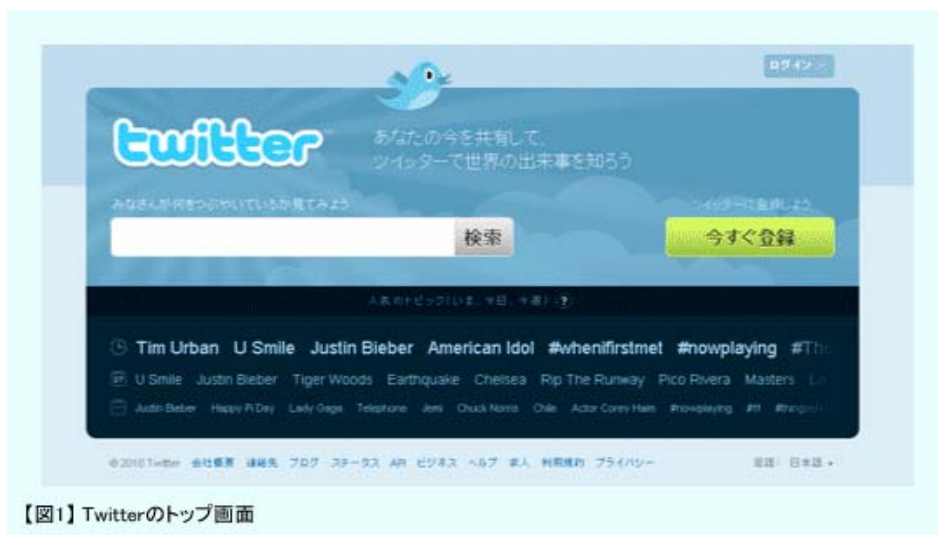 ログイン
twitter
あなたの今を共有して、
ツイッターで世界の出来事を知ろう
みなさんが何をつぶやいているか見てみよう
ツイッターに登録しよう
検索
今すぐ登録
人気のトピック(いま、今日、今週) ?
Tim Urban U Smile Justin Bieber American Idol #whenifirstmet #nowplaying #Thi
U Smile Justin Bieber Tiger Woods Earthquake Chelsea Rip The Runway Pico Rivera Masters
Justin Bieber Happy Pi Day Lady Gaga Telephone Jemi Chuck Norris Chile Actor Corey Haim #nowplaying #ff
© 2010 Twitter 会社概要 連絡先 ブログ ステータス API ビジネス ヘルプ 求人 利用規約 プライバシー
言語: 日本語
【図1】 Twitterのトップ画面